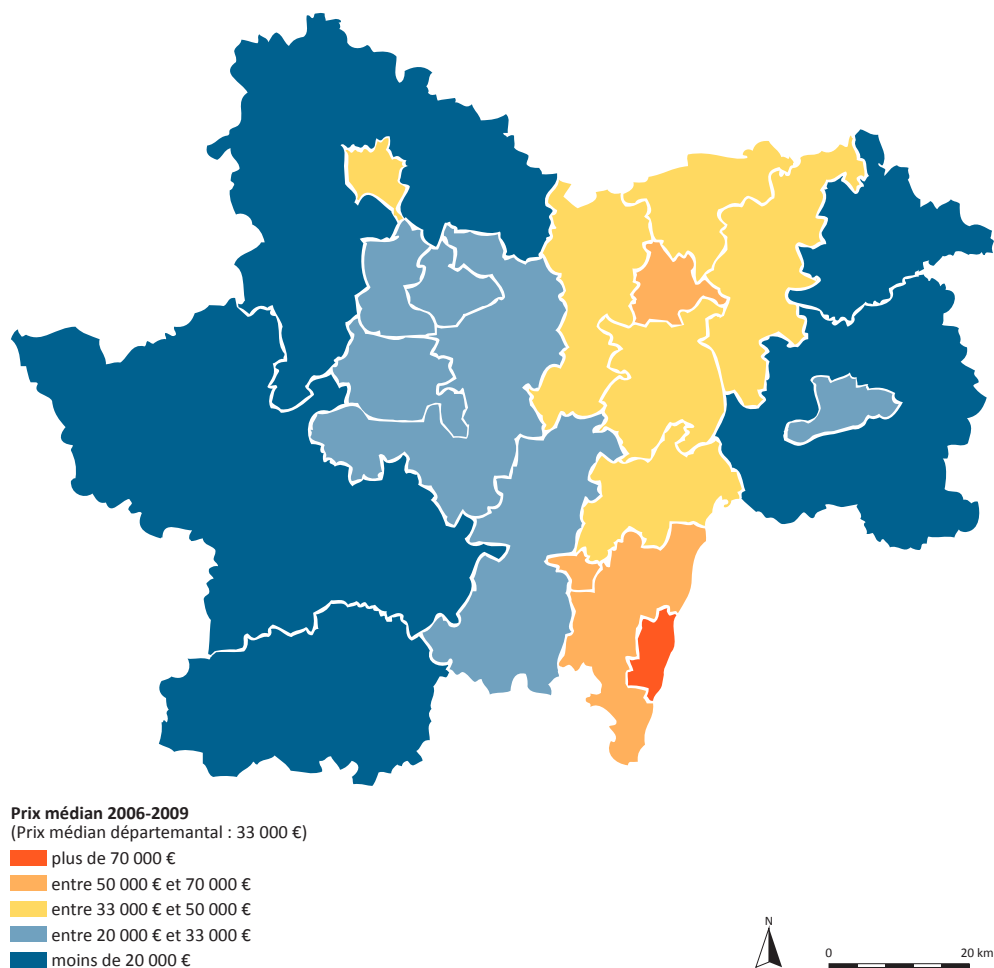 Prix médian 2006-2009
(Prix médian départemantal : 33 000 €)
plus de 70 000 €
entre 50 000 € et 70 000 €
entre 33 000 € et 50 000 €
entre 20 000 € et 33 000 €
moins de 20 000 €
N
0 20 km